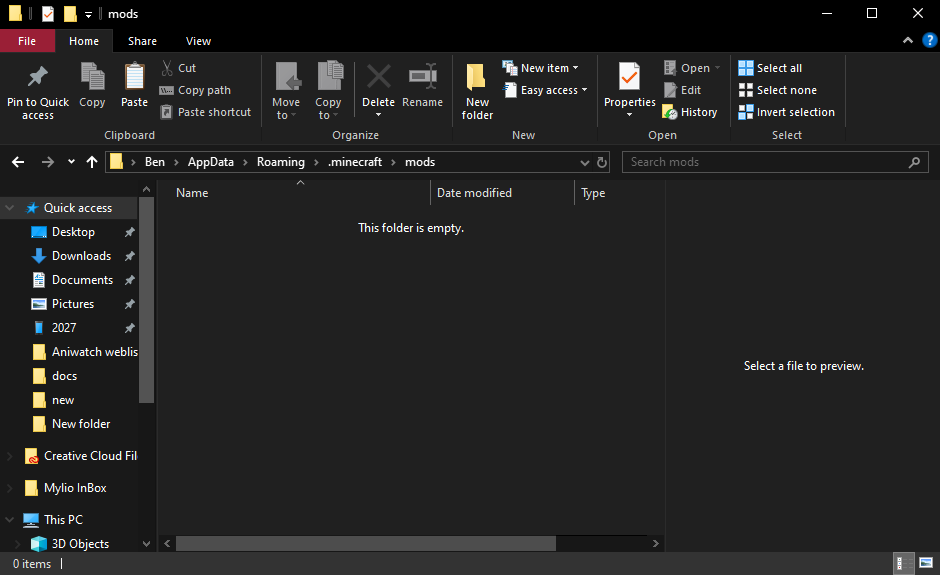 mods
File Home Share View
Pin to Quick access
Copy
Paste
Cut
Copy path
Paste shortcut
Clipboard
Move to
Copy to
Delete
Rename
Organize
New folder
New item
Easy access
New
Properties
Open
Edit
History
Open
Select all
Select none
Invert selection
Select
Ben > AppData > Roaming > .minecraft > mods
Search mods
Name Date modified Type
This folder is empty.
Select a file to preview.
Quick access
Desktop
Downloads
Documents
Pictures
2027
Aniwatch weblis
docs
new
New folder
Creative Cloud Fil
Mylio InBox
This PC
3D Objects
0 items